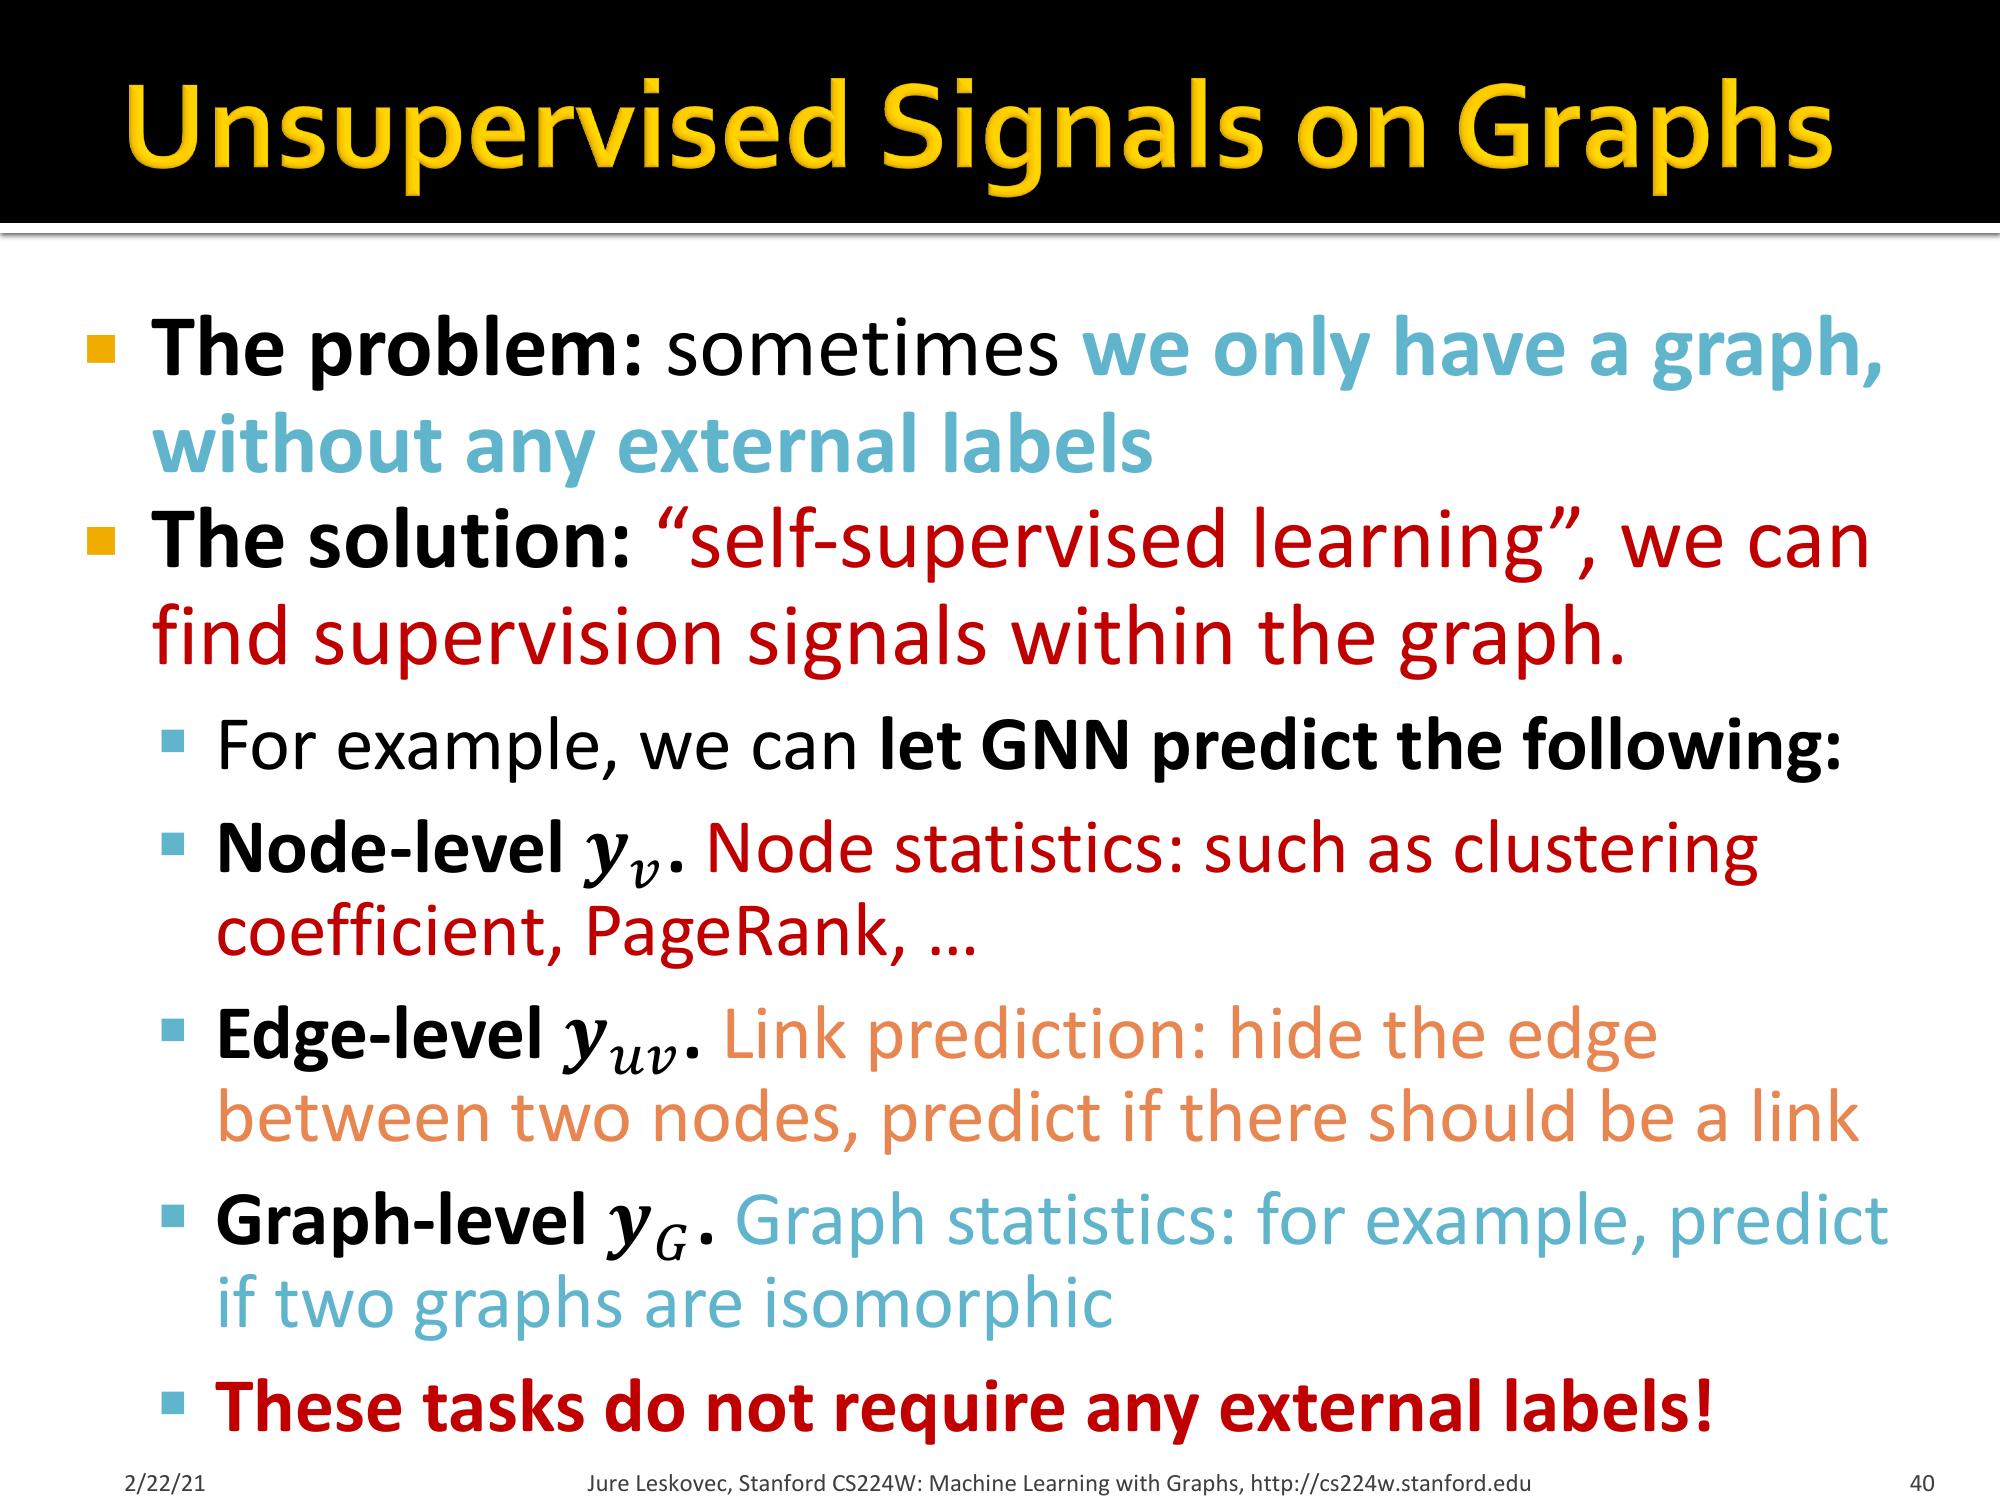 Unsupervised Signals on Graphs
The problem: sometimes we only have a graph,
without any external labels
The solution: “self-supervised learning”, we can
find supervision signals within the graph.
For example, we can let GNN predict the following:
Node-level 𝒚𝑣. Node statistics: such as clustering
coefficient, PageRank, …
Edge-level 𝒚𝑢𝑣. Link prediction: hide the edge
between two nodes, predict if there should be a link
Graph-level 𝒚𝐺. Graph statistics: for example, predict
if two graphs are isomorphic
These tasks do not require any external labels!
2/22/21 Jure Leskovec, Stanford CS224W: Machine Learning with Graphs, http://cs224w.stanford.edu 40